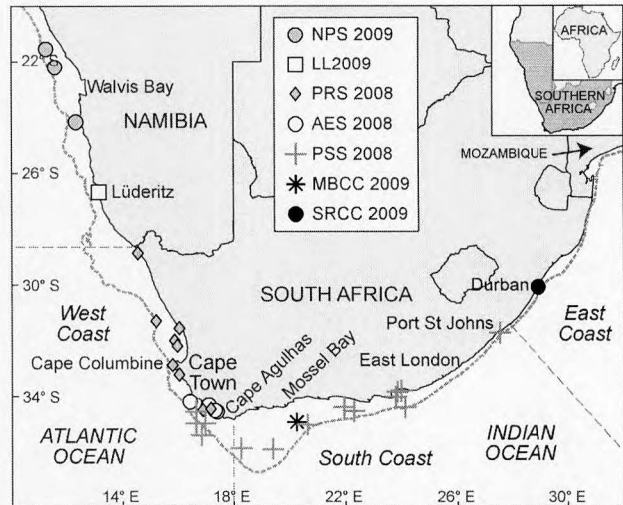 NPS 2009
LL2009
PRS 2008
AES 2008
PSS 2008
MBCC 2009
SRCC 2009
AFRICA
SOUTHERN
AFRICA
22° S
26° S
30° S
34° S
Walvis Bay
NAMIBIA
MOZAMBIQUE
Lüderitz
SOUTH AFRICA
Durban
West
Coast
East
Coast
Port St Johns
Cape Columbine
Cape
Town
Cape Agulhas
Mossel Bay
East London
ATLANTIC
OCEAN
South Coast
INDIAN
OCEAN
14° E
18° E
22° E
26° E
30° E